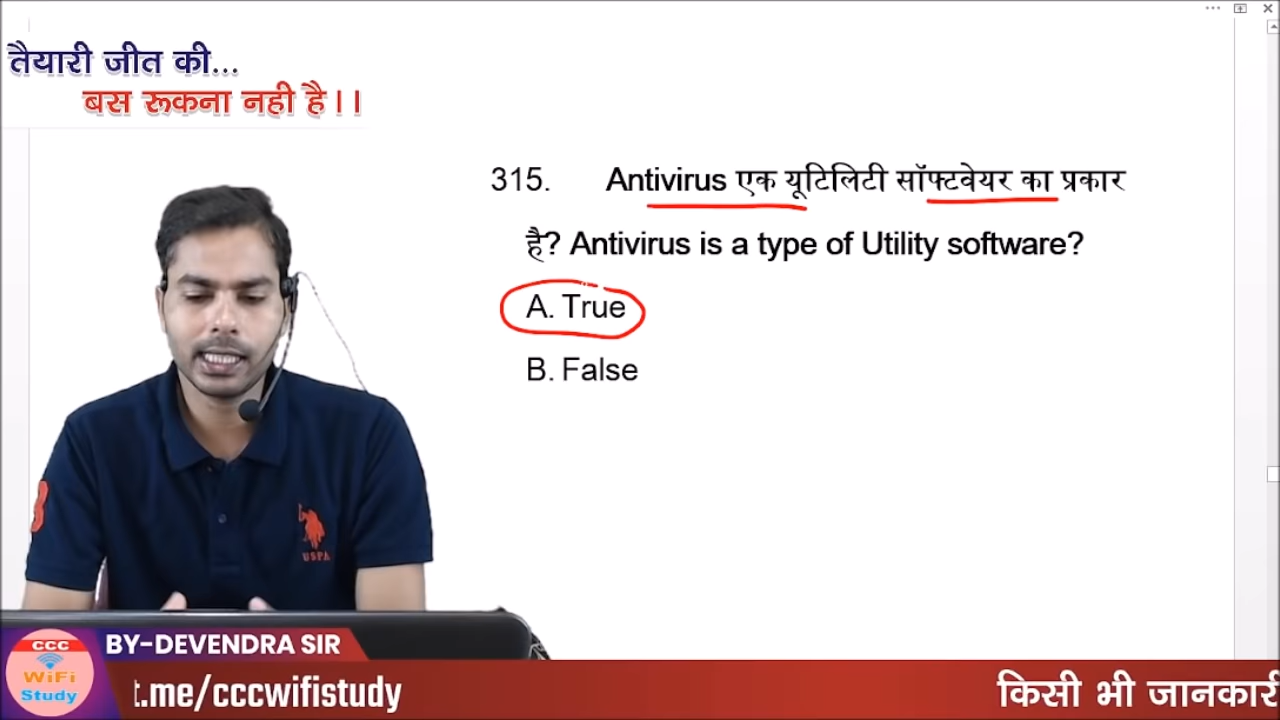 तैयारी जीत की...
बस रूकना नही है।।
315. Antivirus एक यूटिलिटी सॉफ्टवेयर का प्रकार
है? Antivirus is a type of Utility software?
A. True
B. False
USPA
BY-DEVENDRA SIR
CCC
WiFi
Study
t.me/cccwifistudy
किसी भी जानकारी